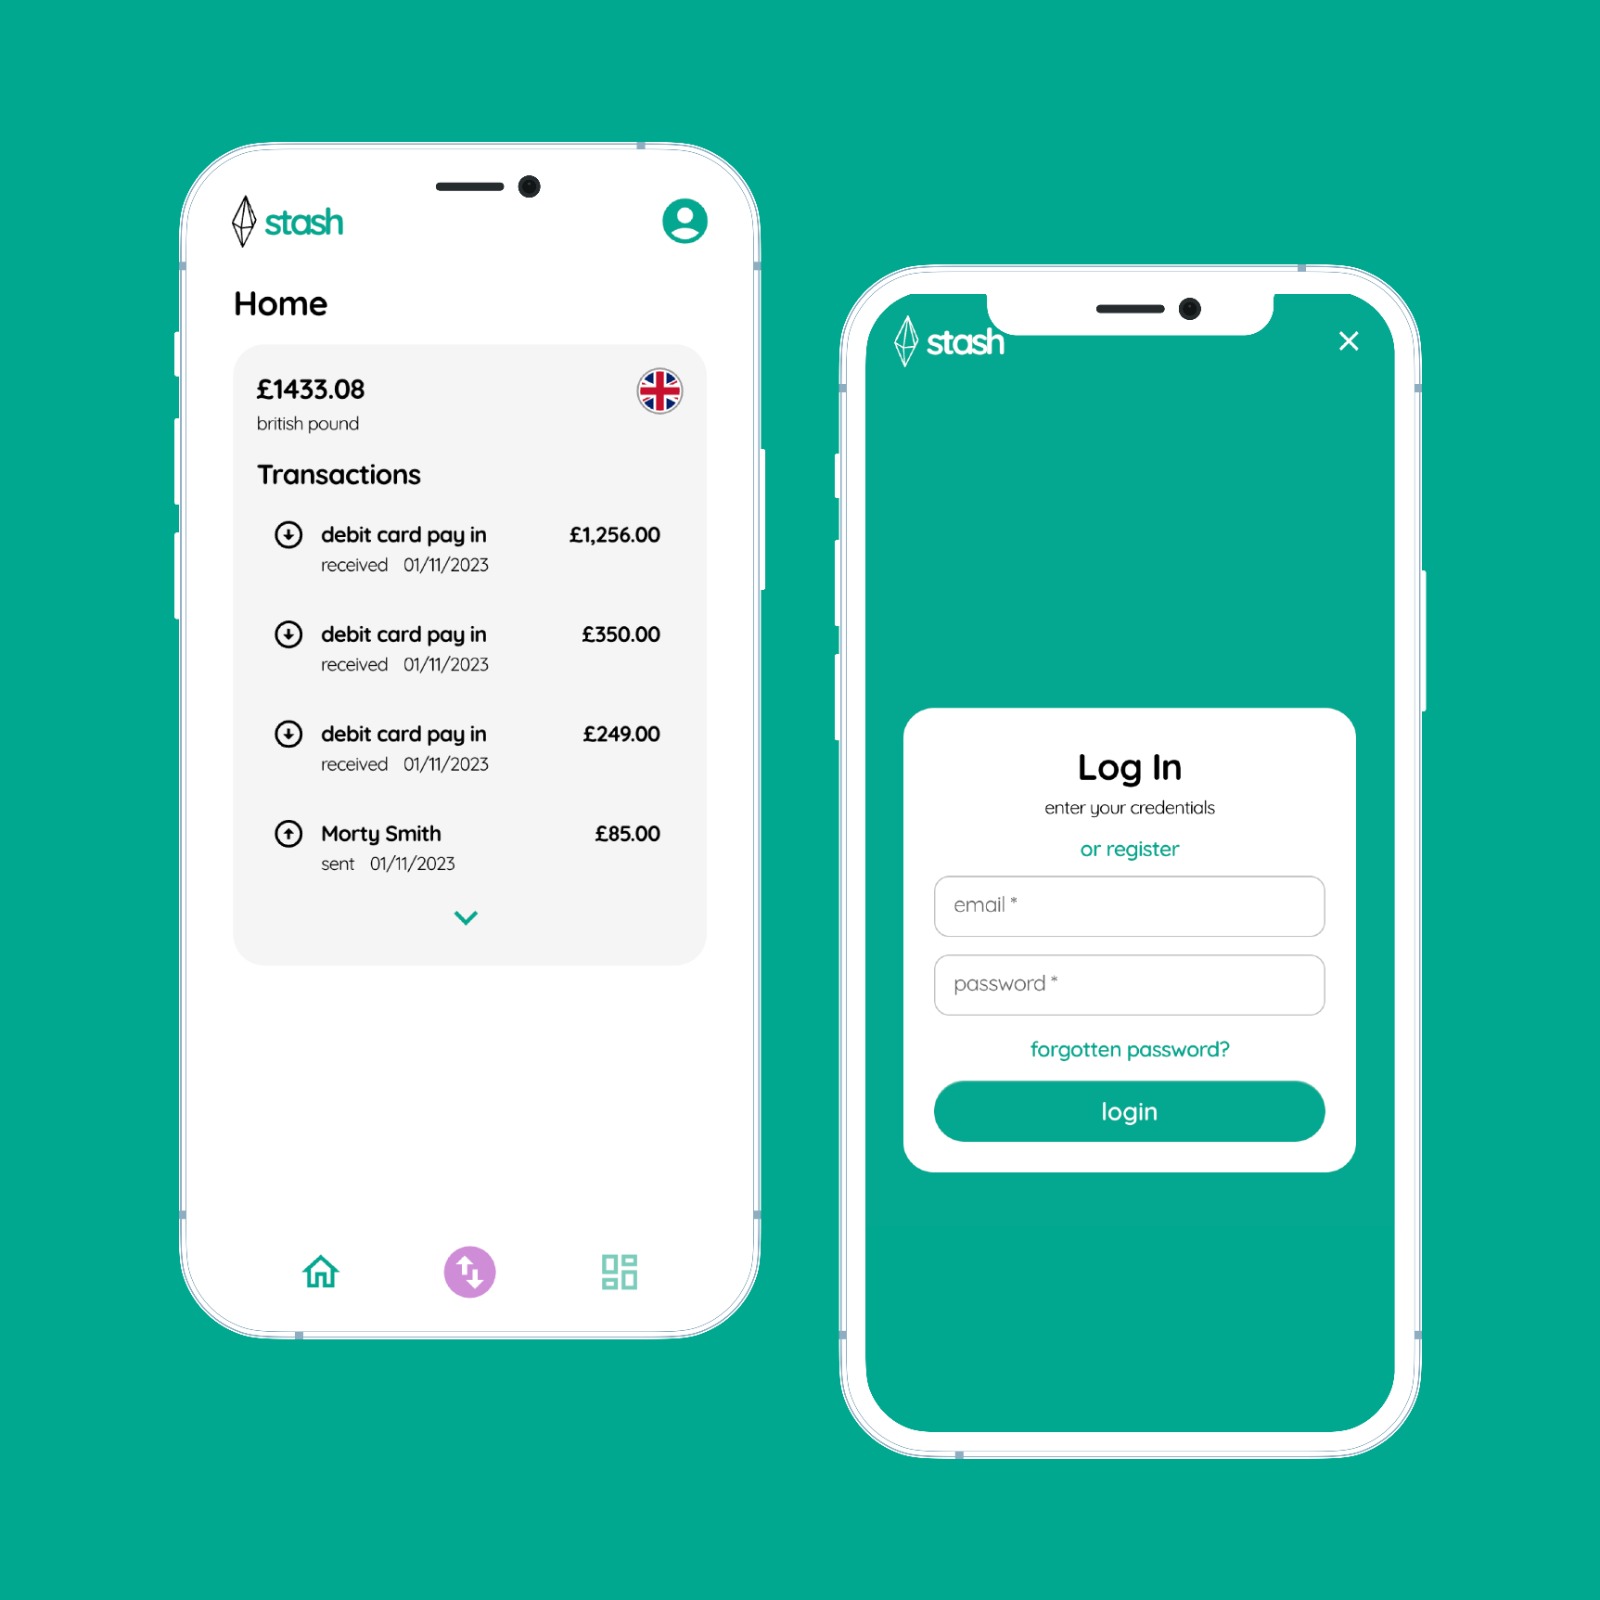 stash
Home
£1433.08
british pound
Transactions
debit card pay in £1,256.00
received 01/11/2023
debit card pay in £350.00
received 01/11/2023
debit card pay in £249.00
received 01/11/2023
Morty Smith £85.00
sent 01/11/2023
stash
Log In
enter your credentials
or register
email *
password *
forgotten password?
login